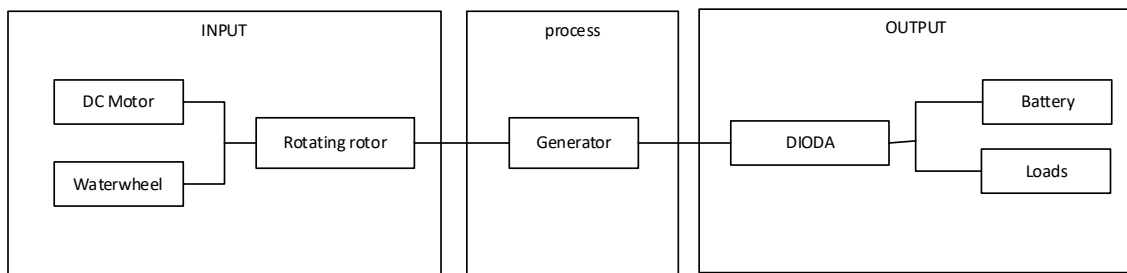 INPUT
DC Motor
Waterwheel
Rotating rotor
process
Generator
OUTPUT
DIODA
Battery
Loads